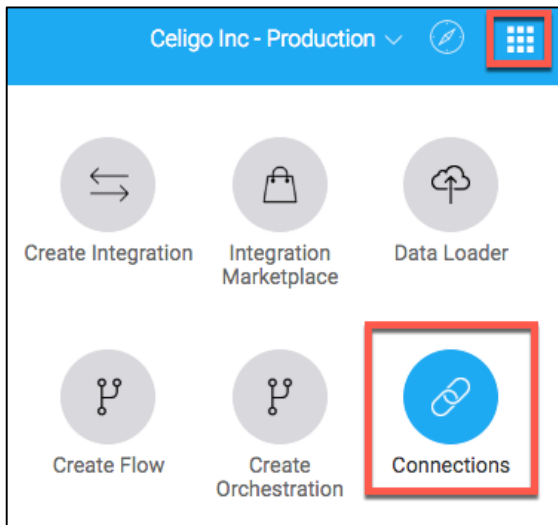 Celigo Inc - Production
Create Integration
Integration
Marketplace
Data Loader
Create Flow
Create
Orchestration
Connections